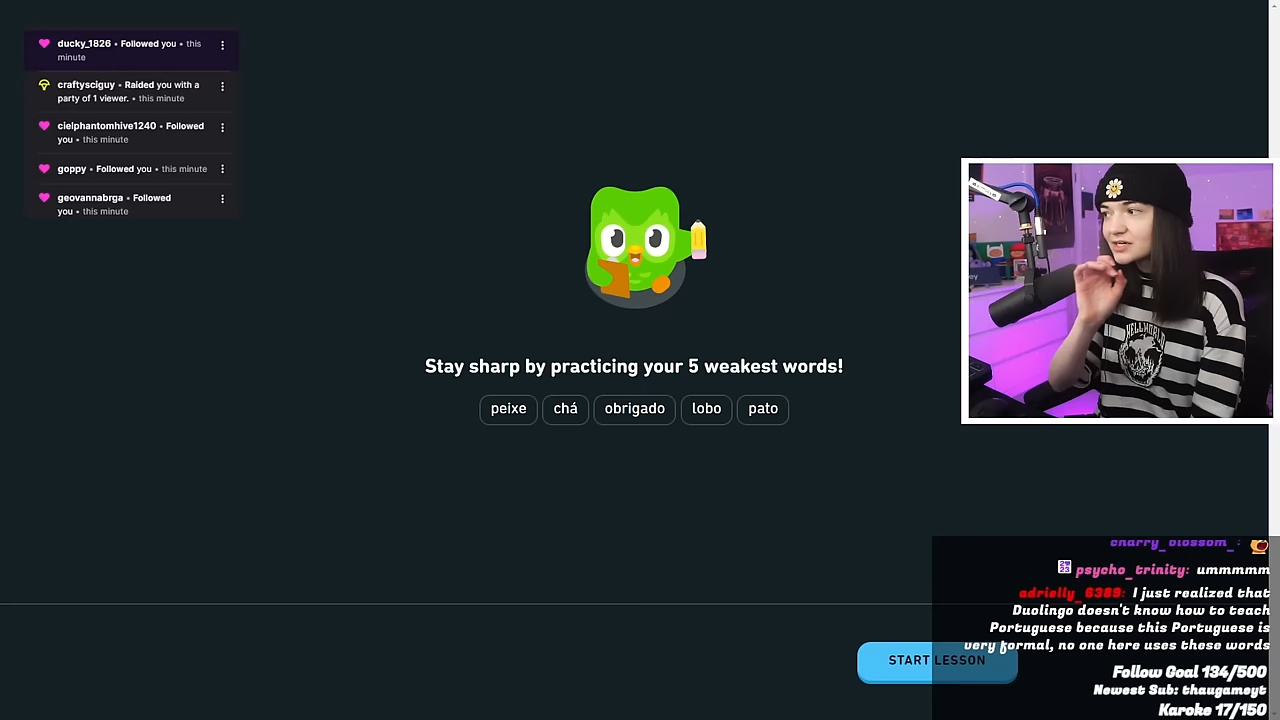 ducky_1826 • Followed you • this
minute
craftysciguy • Raided you with a
party of 1 viewer. • this minute
cielphantomhive1240 • Followed
you • this minute
goppy • Followed you • this minute
geovannabrga • Followed
you • this minute
Stay sharp by practicing your 5 weakest words!
peixe chá obrigado lobo pato
HELLWORLD
charry_blossom_:
psycho_trinity: ummmmm
adrielly_6389: I just realized that
Duolingo doesn't know how to teach
Portuguese because this Portuguese is
very formal, no one here uses these words
START LESSON
Follow Goal 134/500
Newest Sub: thaugameyt
Karoke 17/150